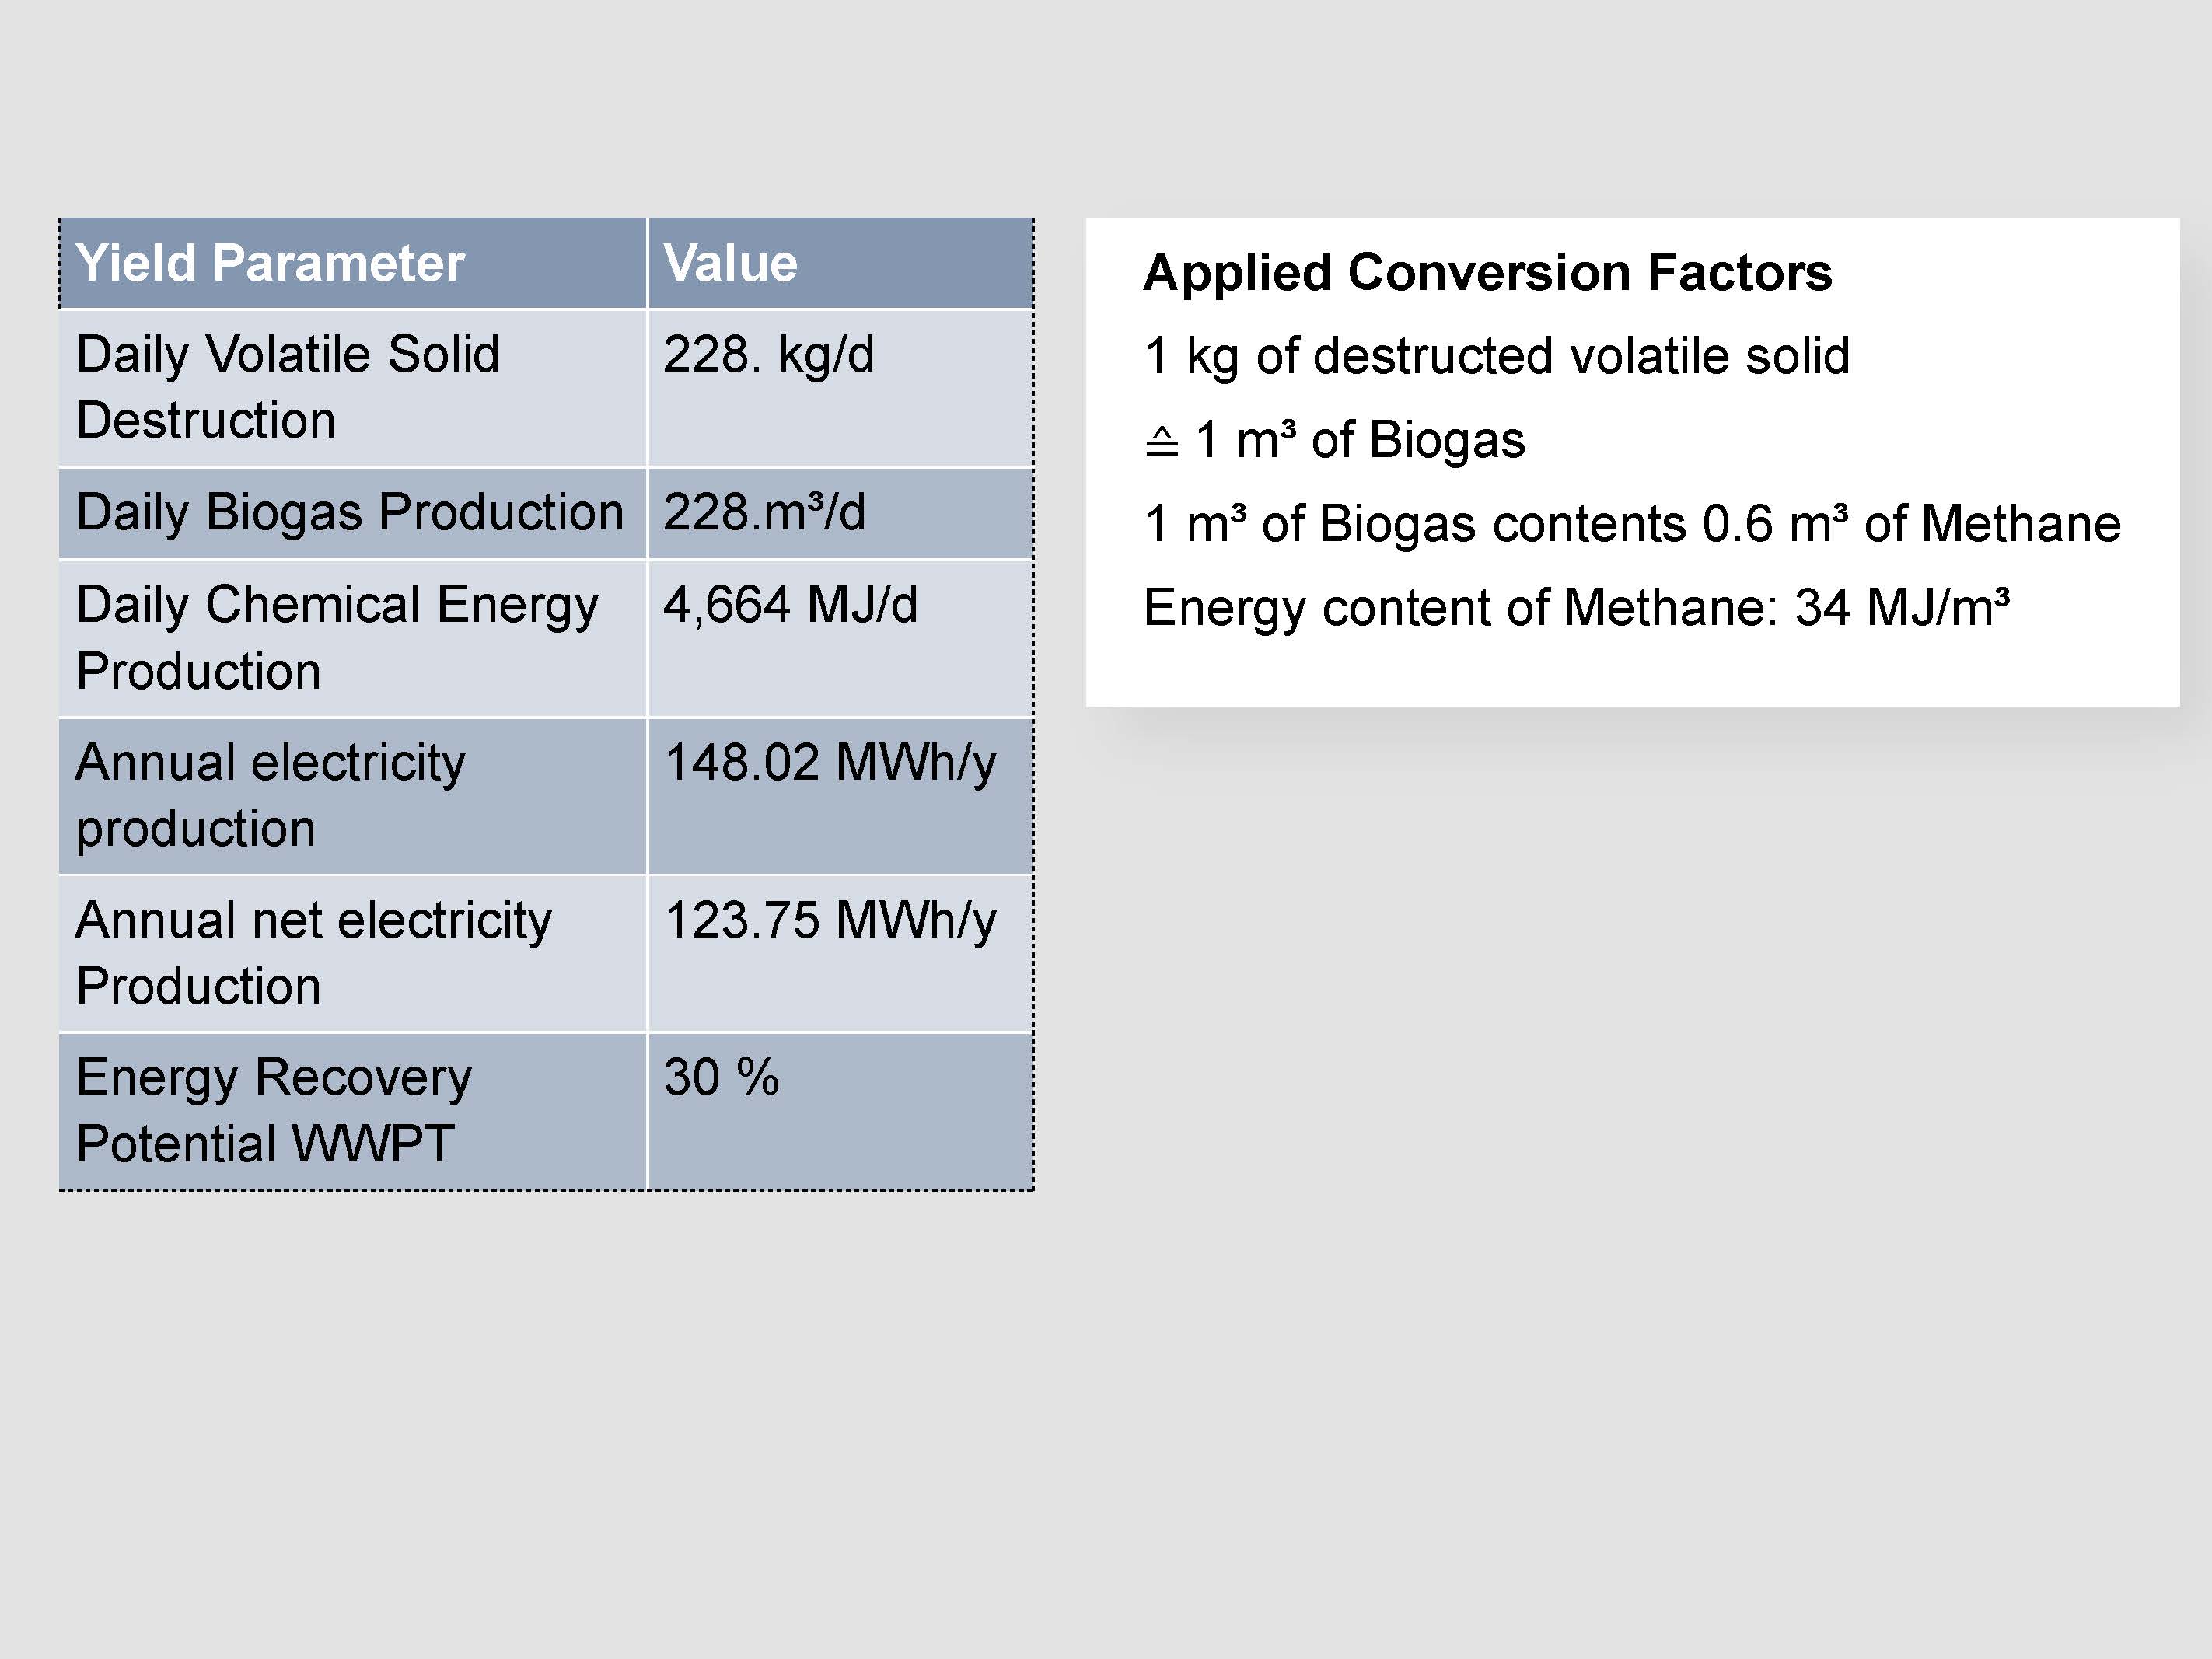 Yield Parameter
Value
Daily Volatile Solid
Destruction
228. kg/d
Daily Biogas Production
228.m³/d
Daily Chemical Energy
Production
4,664 MJ/d
Annual electricity
production
148.02 MWh/y
Annual net electricity
Production
123.75 MWh/y
Energy Recovery
Potential WWPT
30 %
Applied Conversion Factors
1 kg of destructed volatile solid
≙ 1 m³ of Biogas
1 m³ of Biogas contents 0.6 m³ of Methane
Energy content of Methane: 34 MJ/m³